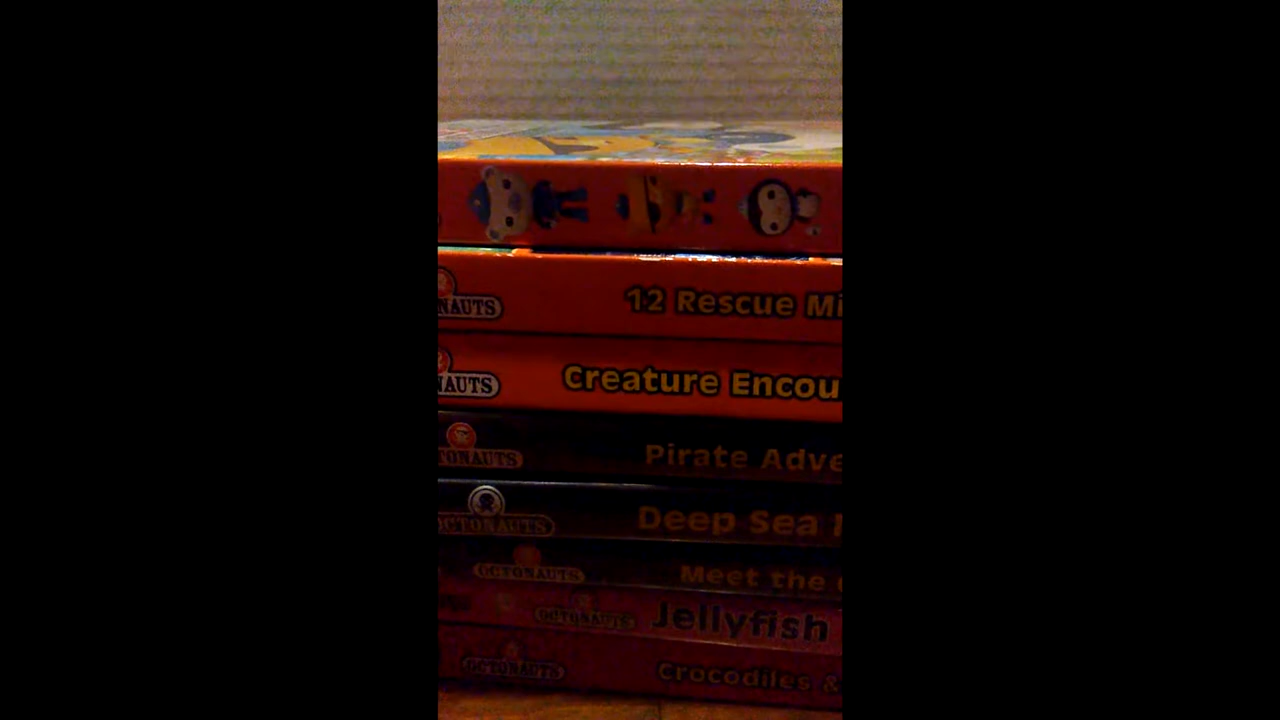 NAUTS 12 Rescue Mi
NAUTS Creature Encou
TONAUTS Pirate Adve
OCTONAUTS Deep Sea
OCTONAUTS Meet the
OCTONAUTS Jellyfish
OCTONAUTS Crocodiles &